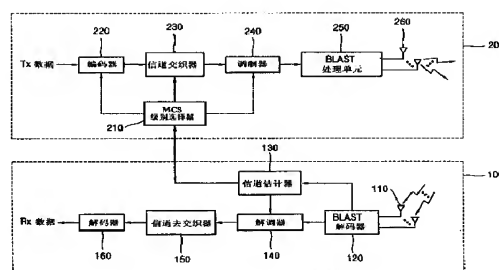 220
230
240
250
260
20
Tx 数据
编码器
信道交织器
调制器
BLAST
处理单元
MCS
级别选择器
210
130
10
信道估计器
110
Rx 数据
解码器
信道去交织器
解调器
BLAST
解码器
160
150
140
120